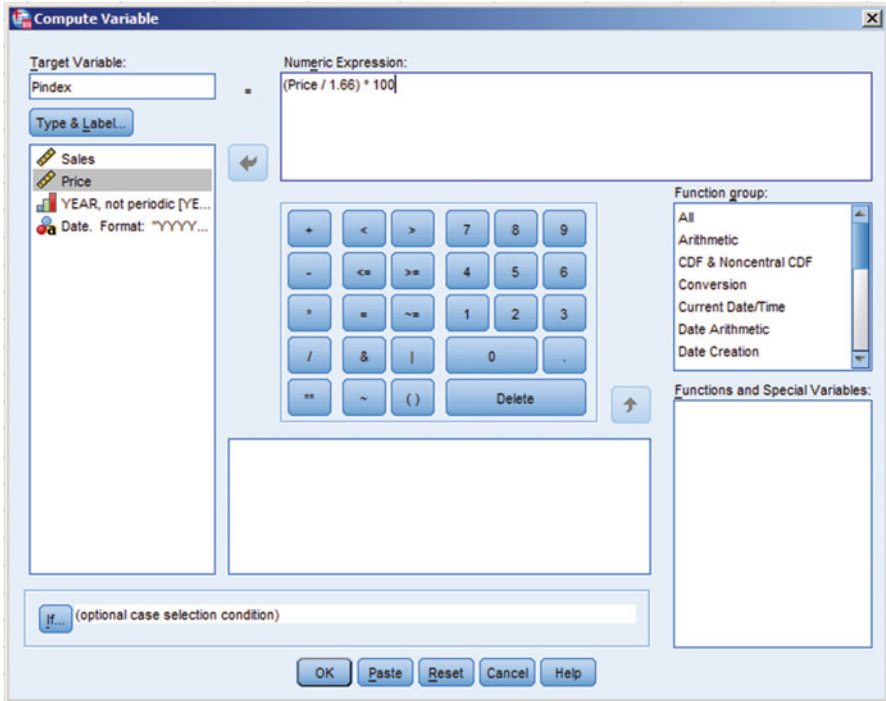 Compute Variable
Target Variable:
Pindex
=
Numeric Expression:
(Price / 1.66) * 100
Type & Label...
Sales
Price
YEAR, not periodic [YE...
Date. Format: "YYYY...
+ < > 7 8 9
- <= >= 4 5 6
* = ~= 1 2 3
/ & | 0 .
** ~ ( ) Delete
Function group:
All
Arithmetic
CDF & Noncentral CDF
Conversion
Current Date/Time
Date Arithmetic
Date Creation
Functions and Special Variables:
If... (optional case selection condition)
OK Paste Reset Cancel Help